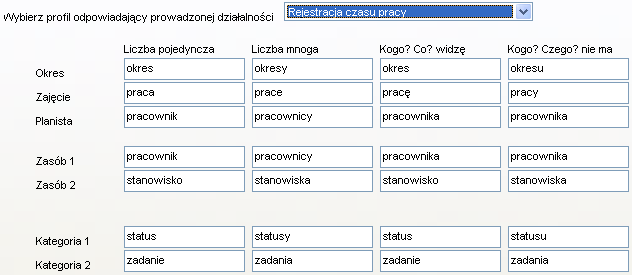 Wybierz profil odpowiadający prowadzonej działalności Rejestracja czasu pracy
Liczba pojedyncza Liczba mnoga Kogo? Co? widzę Kogo? Czego? nie ma
Okres okres okresy okres okresu
Zajęcie praca prace pracę pracy
Planista pracownik pracownicy pracownika pracownika
Zasób 1 pracownik pracownicy pracownika pracownika
Zasób 2 stanowisko stanowiska stanowisko stanowiska
Kategoria 1 status statusy status statusu
Kategoria 2 zadanie zadania zadanie zadania